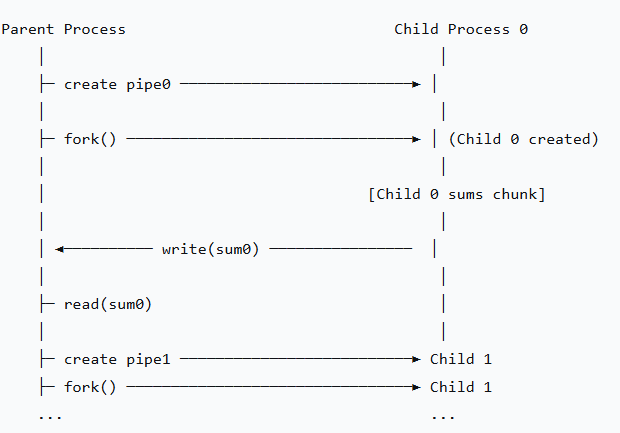 Parent Process Child Process 0
create pipe0
fork() (Child 0 created)
[Child 0 sums chunk]
write(sum0)
read(sum0)
create pipe1 Child 1
fork() Child 1
... ...